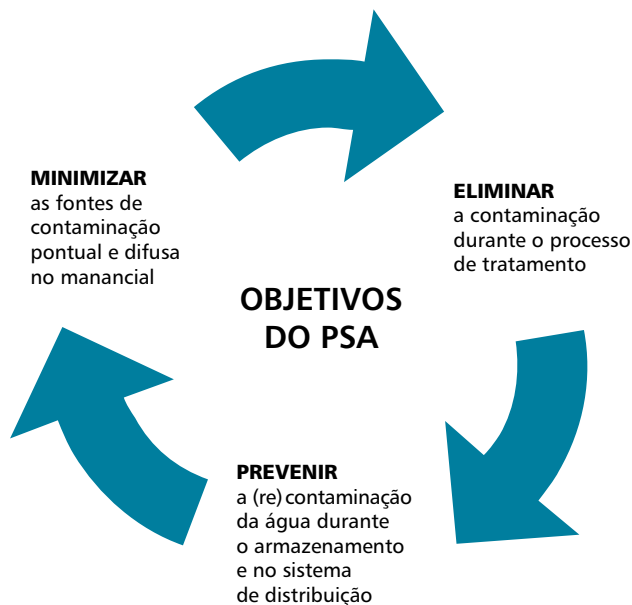 MINIMIZAR
as fontes de
contaminação
pontual e difusa
no manancial
ELIMINAR
a contaminação
durante o processo
de tratamento
OBJETIVOS
DO PSA
PREVENIR
a (re)contaminação
da água durante
o armazenamento
e no sistema
de distribuição